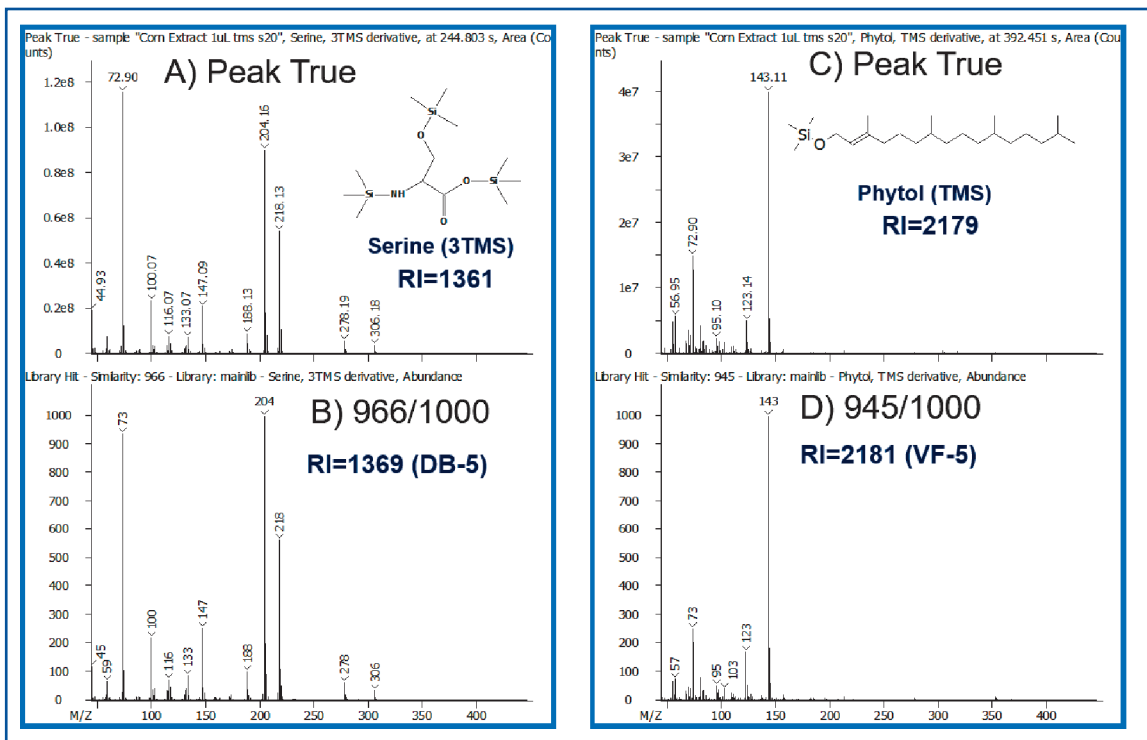 Peak True - sample "Corn Extract 1uL tms s20", Serine, 3TMS derivative, at 244.803 s, Area (Cou
nts)
A) Peak True
1.2e8
1.0e8
0.8e8
0.6e8
0.4e8
0.2e8
0
44.93
72.90
100.07
116.07
133.07
147.09
188.13
204.16
218.13
278.19
306.18
Si
O
Si
NH
O
Si
O
Serine (3TMS)
RI=1361
Library Hit - Similarity: 966 - Library: mainlib - Serine, 3TMS derivative, Abundance
B) 966/1000
RI=1369 (DB-5)
1000
900
800
700
600
500
400
300
200
100
0
45
59
73
100
116
133
147
188
204
218
278
306
M/Z 100 150 200 250 300 350 400
Peak True - sample "Corn Extract 1uL tms s20", Phytol, TMS derivative, at 392.451 s, Area (Cou
nts)
C) Peak True
4e7
3e7
2e7
1e7
0
56.95
72.90
95.10
123.14
143.11
Si
O
Phytol (TMS)
RI=2179
Library Hit - Similarity: 945 - Library: mainlib - Phytol, TMS derivative, Abundance
D) 945/1000
RI=2181 (VF-5)
1000
900
800
700
600
500
400
300
200
100
0
57
73
95
103
123
143
M/Z 100 150 200 250 300 350 400